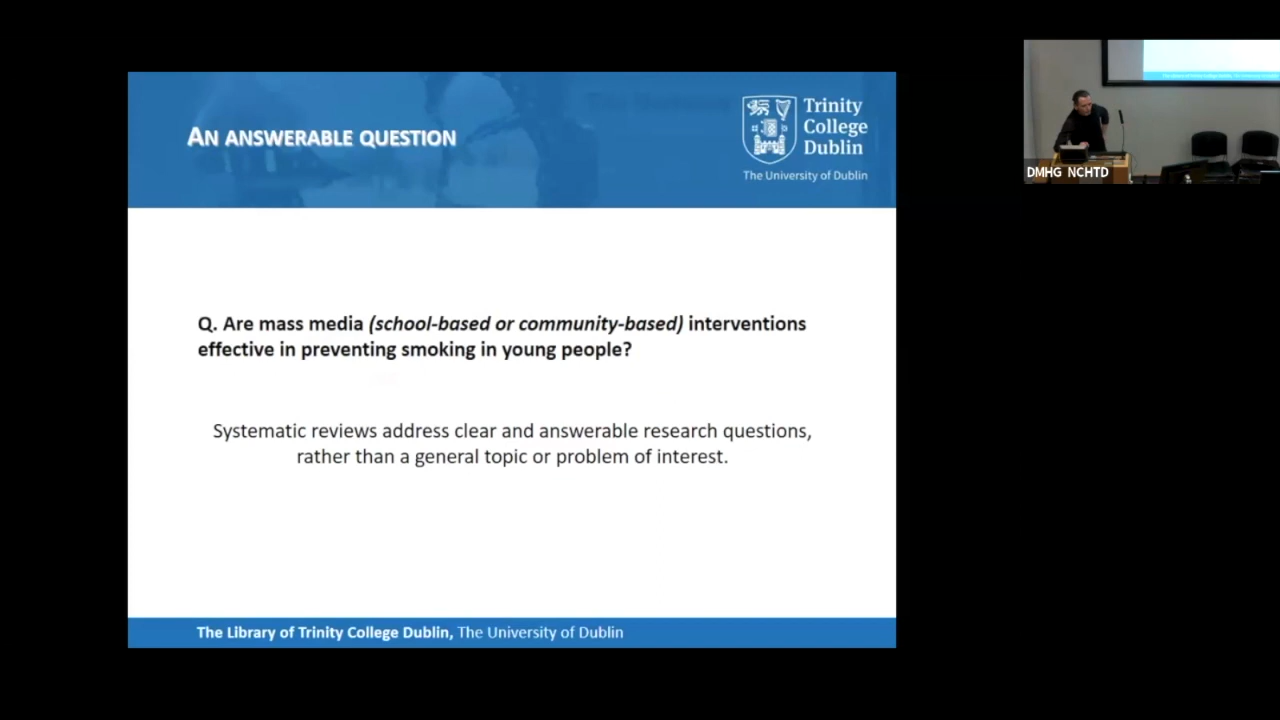 AN ANSWERABLE QUESTION
Trinity
College
Dublin
The University of Dublin
Q. Are mass media (school-based or community-based) interventions
effective in preventing smoking in young people?
Systematic reviews address clear and answerable research questions,
rather than a general topic or problem of interest.
The Library of Trinity College Dublin, The University of Dublin
DMHG NCHTD